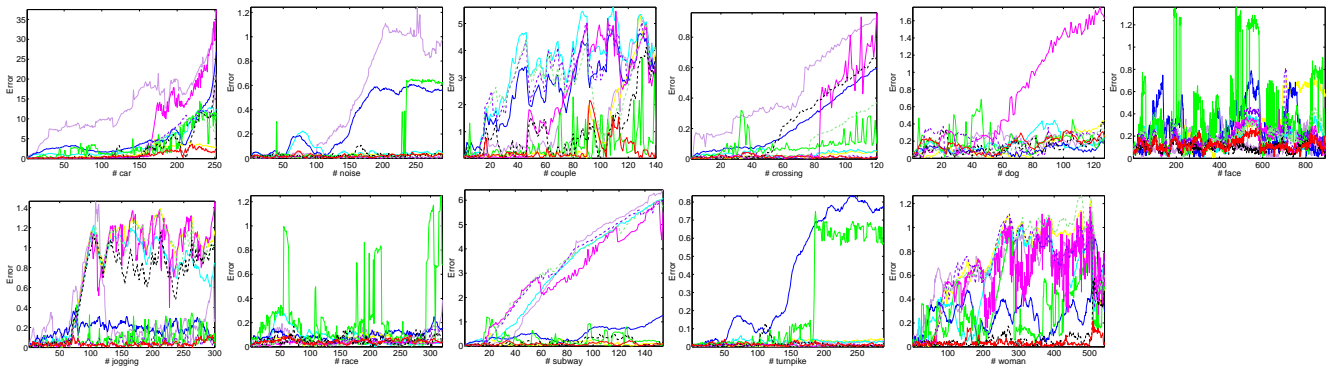 Error
35
30
25
20
15
10
5
0
50 100 150 200 250
# car
Error
1.2
1
0.8
0.6
0.4
0.2
0
50 100 150 200 250
# noise
Error
5
4
3
2
1
0
20 40 60 80 100 120 140
# couple
Error
0.8
0.6
0.4
0.2
0
20 40 60 80 100 120
# crossing
Error
1.6
1.4
1.2
1
0.8
0.6
0.4
0.2
0
20 40 60 80 100 120
# dog
Error
1.2
1
0.8
0.6
0.4
0.2
0
200 400 600 800
# face
Error
1.4
1.2
1
0.8
0.6
0.4
0.2
0
50 100 150 200 250 300
# jogging
Error
1.2
1
0.8
0.6
0.4
0.2
0
50 100 150 200 250 300
# race
Error
6
5
4
3
2
1
0
50 100 150
# subway
Error
0.8
0.7
0.6
0.5
0.4
0.3
0.2
0.1
0
50 100 150 200 250
# turnpike
Error
1.2
1
0.8
0.6
0.4
0.2
0
100 200 300 400 500
# woman